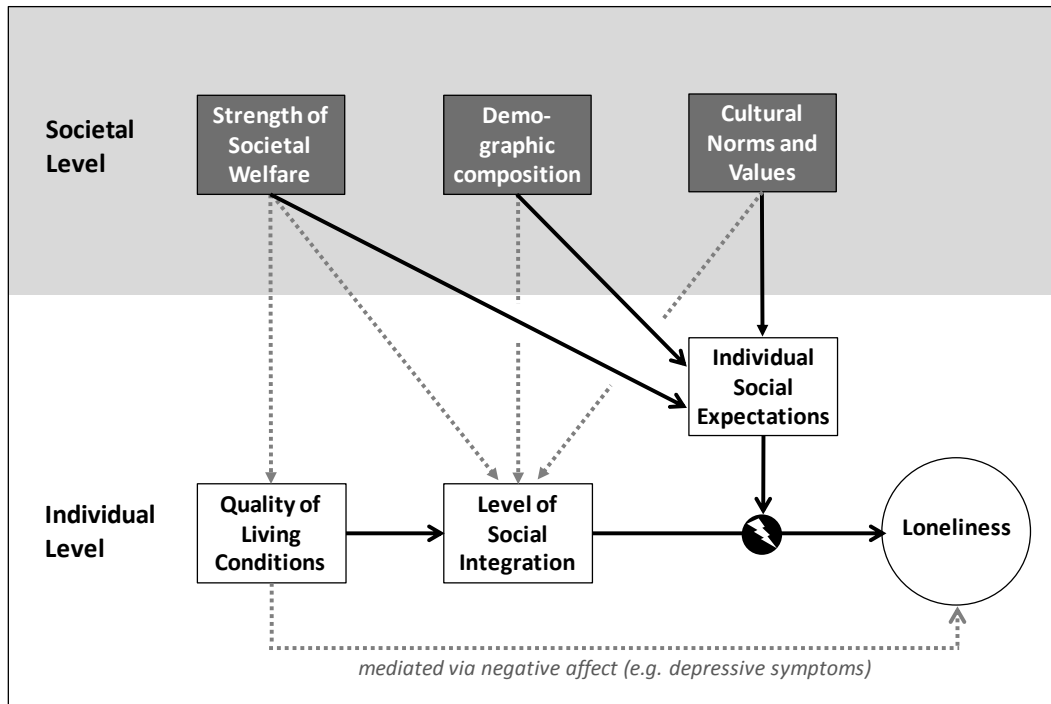 Societal
Level
Strength of
Societal
Welfare
Demo-
graphic
composition
Cultural
Norms and
Values
Individual
Social
Expectations
Individual
Level
Quality of
Living
Conditions
Level of
Social
Integration
Loneliness
mediated via negative affect (e.g. depressive symptoms)